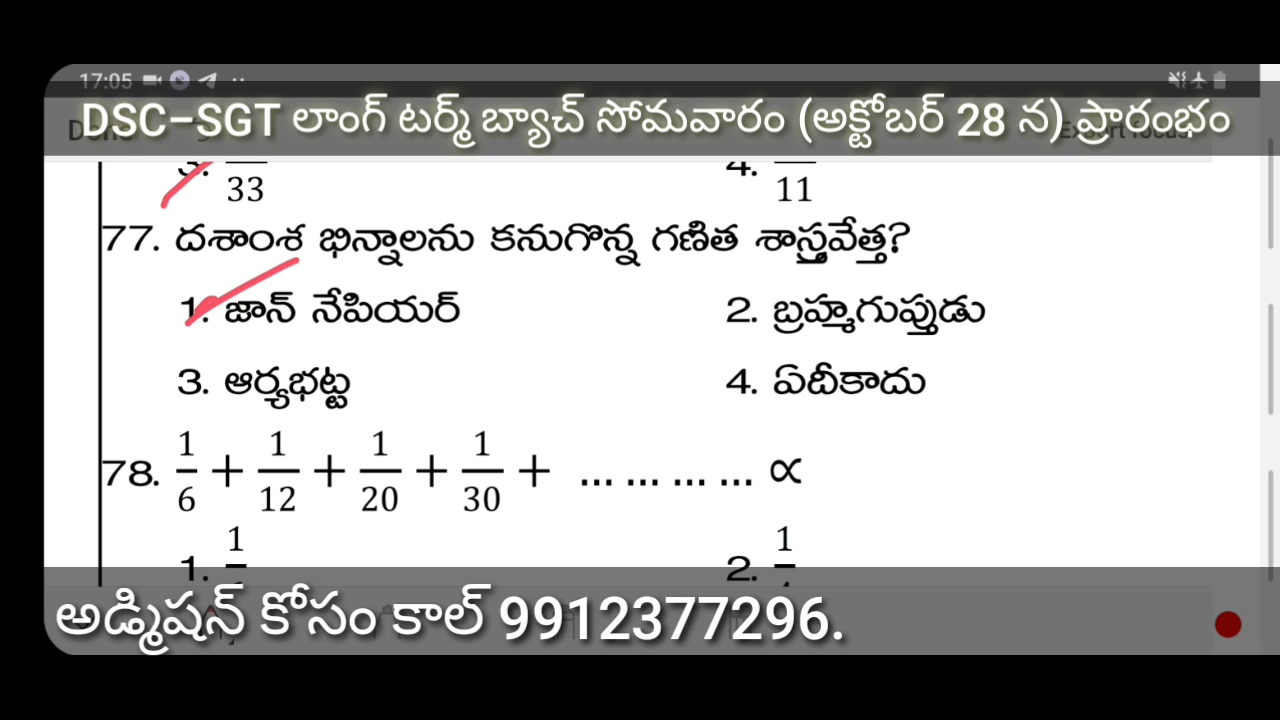 17:05
DSC-SGT లాంగ్ టర్మ్ బ్యాచ్ సోమవారం (అక్టోబర్ 28 న) ప్రారంభం
3. 33 4. 11
77. దశాంశ భిన్నాలను కనుగొన్న గణిత శాస్త్రవేత్త?
1. జాన్ నేపియర్ 2. బ్రహ్మగుప్తుడు
3. ఆర్యభట్ట 4. ఏదీకాదు
78. 1/6 + 1/12 + 1/20 + 1/30 + ... ... ... ... ∝
1. 1 2. 1
అడ్మిషన్ కోసం కాల్ 9912377296.